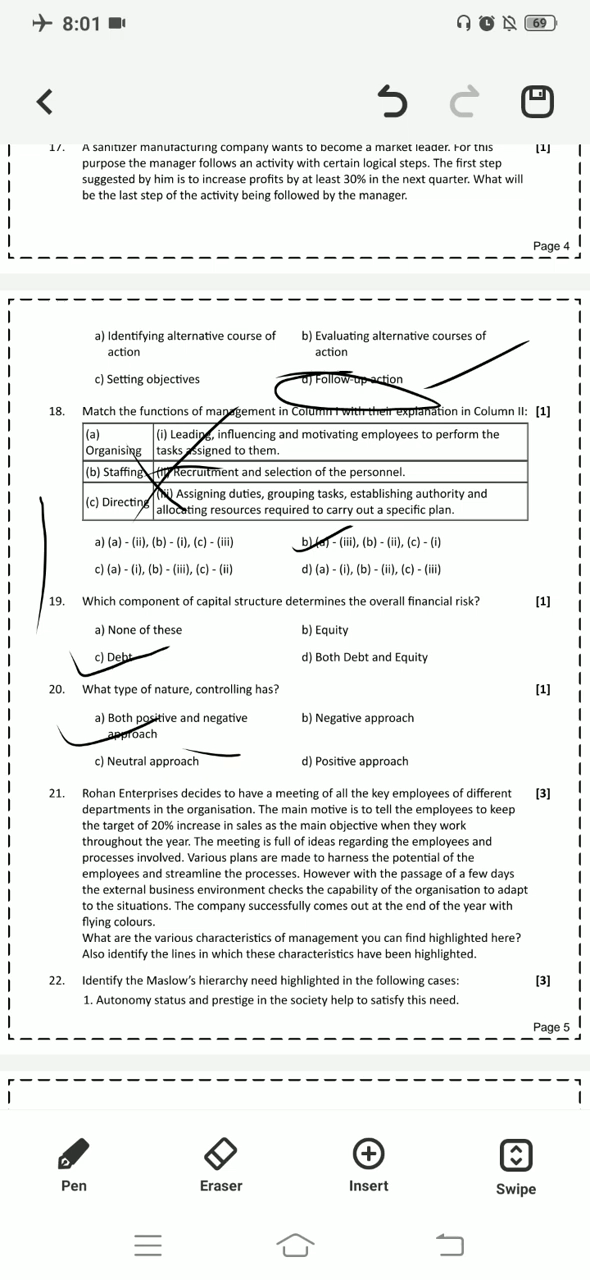 8:01
69
17. A sanitizer manufacturing company wants to become a market leader. For this [1]
purpose the manager follows an activity with certain logical steps. The first step
suggested by him is to increase profits by at least 30% in the next quarter. What will
be the last step of the activity being followed by the manager.
Page 4
a) Identifying alternative course of action
b) Evaluating alternative courses of action
c) Setting objectives
d) Follow-up action
18. Match the functions of management in Column I with their explanation in Column II: [1]
(a) Organising
(i) Leading, influencing and motivating employees to perform the
tasks assigned to them.
(b) Staffing
(ii) Recruitment and selection of the personnel.
(c) Directing
(iii) Assigning duties, grouping tasks, establishing authority and
allocating resources required to carry out a specific plan.
a) (a) - (ii), (b) - (i), (c) - (iii)
b) (a) - (iii), (b) - (ii), (c) - (i)
c) (a) - (i), (b) - (iii), (c) - (ii)
d) (a) - (i), (b) - (ii), (c) - (iii)
19. Which component of capital structure determines the overall financial risk? [1]
a) None of these
b) Equity
c) Debt
d) Both Debt and Equity
20. What type of nature, controlling has? [1]
a) Both positive and negative
approach
b) Negative approach
c) Neutral approach
d) Positive approach
21. Rohan Enterprises decides to have a meeting of all the key employees of different [3]
departments in the organisation. The main motive is to tell the employees to keep
the target of 20% increase in sales as the main objective when they work
throughout the year. The meeting is full of ideas regarding the employees and
processes involved. Various plans are made to harness the potential of the
employees and streamline the processes. However with the passage of a few days
the external business environment checks the capability of the organisation to adapt
to the situations. The company successfully comes out at the end of the year with
flying colours.
What are the various characteristics of management you can find highlighted here?
Also identify the lines in which these characteristics have been highlighted.
22. Identify the Maslow's hierarchy need highlighted in the following cases: [3]
1. Autonomy status and prestige in the society help to satisfy this need.
Page 5
Pen
Eraser
Insert
Swipe